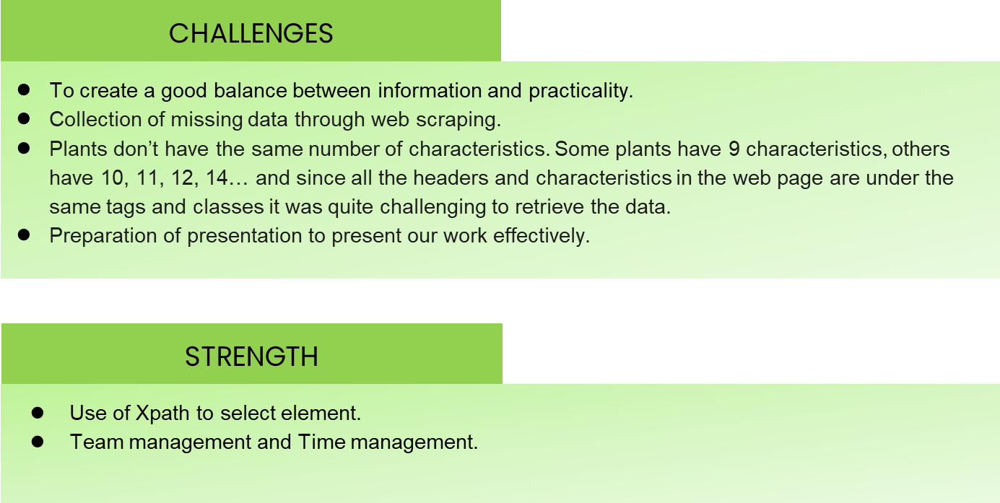 CHALLENGES
● To create a good balance between information and practicality.
● Collection of missing data through web scraping.
● Plants don’t have the same number of characteristics. Some plants have 9 characteristics, others
have 10, 11, 12, 14… and since all the headers and characteristics in the web page are under the
same tags and classes it was quite challenging to retrieve the data.
● Preparation of presentation to present our work effectively.
STRENGTH
● Use of Xpath to select element.
● Team management and Time management.